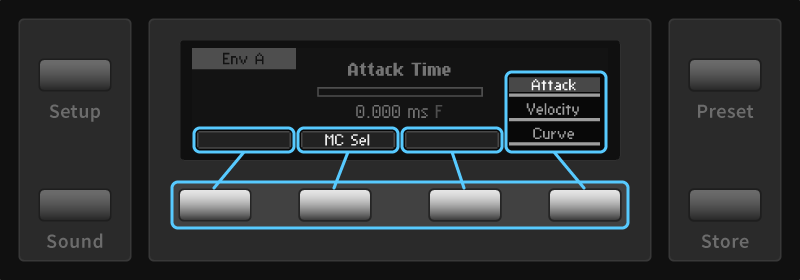 Env A
Attack Time
0.000 ms F
Attack
Velocity
Curve
MC Sel
Setup
Preset
Sound
Store